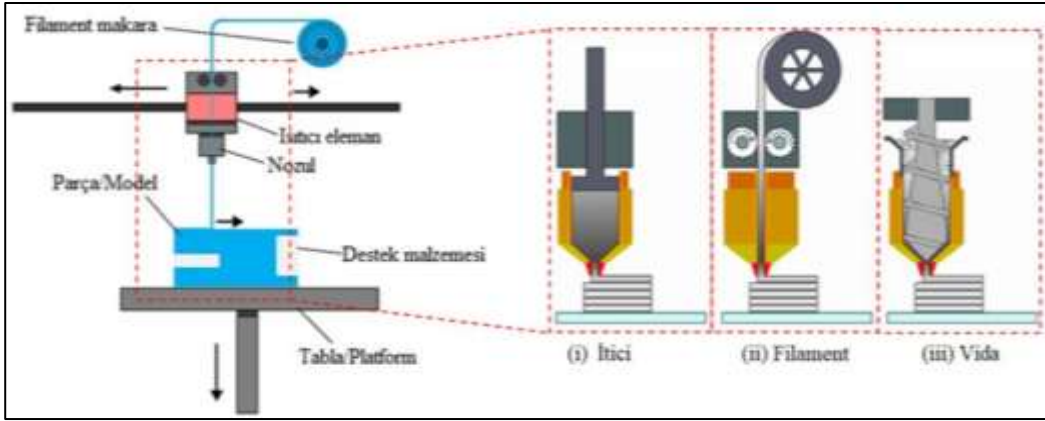 Filament makara
Isıtıcı eleman
Nozul
Parça/Model
Destek malzemesi
Tabla/Platform
(i) İtici
(ii) Filament
(iii) Vida